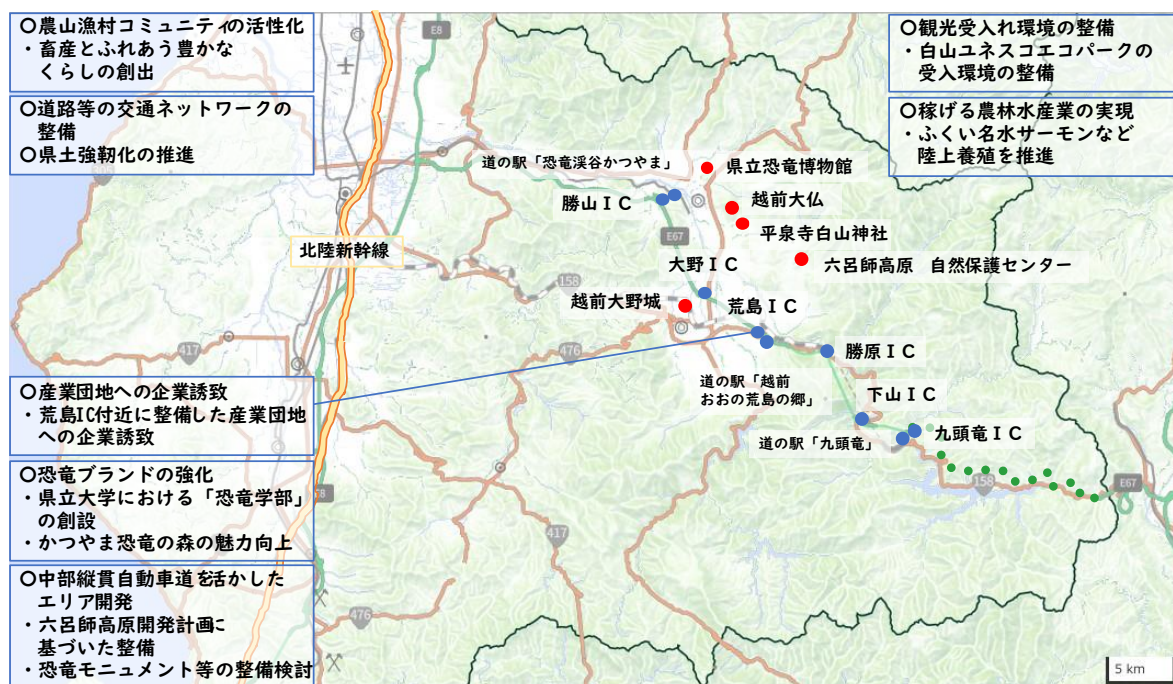 〇農山漁村コミュニティの活性化
・畜産とふれあう豊かな
くらしの創出
〇道路等の交通ネットワークの
整備
〇県土強靭化の推進
〇観光受入れ環境の整備
・白山ユネスコエコパークの
受入環境の整備
〇稼げる農林水産業の実現
・ふくい名水サーモンなど
陸上養殖を推進
E8
道の駅「恐竜渓谷かつやま」
県立恐竜博物館
勝山IC
越前大仏
平泉寺白山神社
E67
北陸新幹線
大野IC
六呂師高原 自然保護センター
158
越前大野城
荒島IC
417
476
勝原IC
道の駅「越前
おおの荒島の郷」
下山IC
道の駅「九頭竜」
九頭竜IC
158
E67
〇産業団地への企業誘致
・荒島IC付近に整備した産業団地
への企業誘致
〇恐竜ブランドの強化
・県立大学における「恐竜学部」
の創設
・かつやま恐竜の森の魅力向上
E8
417
〇中部縦貫自動車道を活かした
エリア開発
・六呂師高原開発計画に
基づいた整備
・恐竜モニュメント等の整備検討
476
5 km